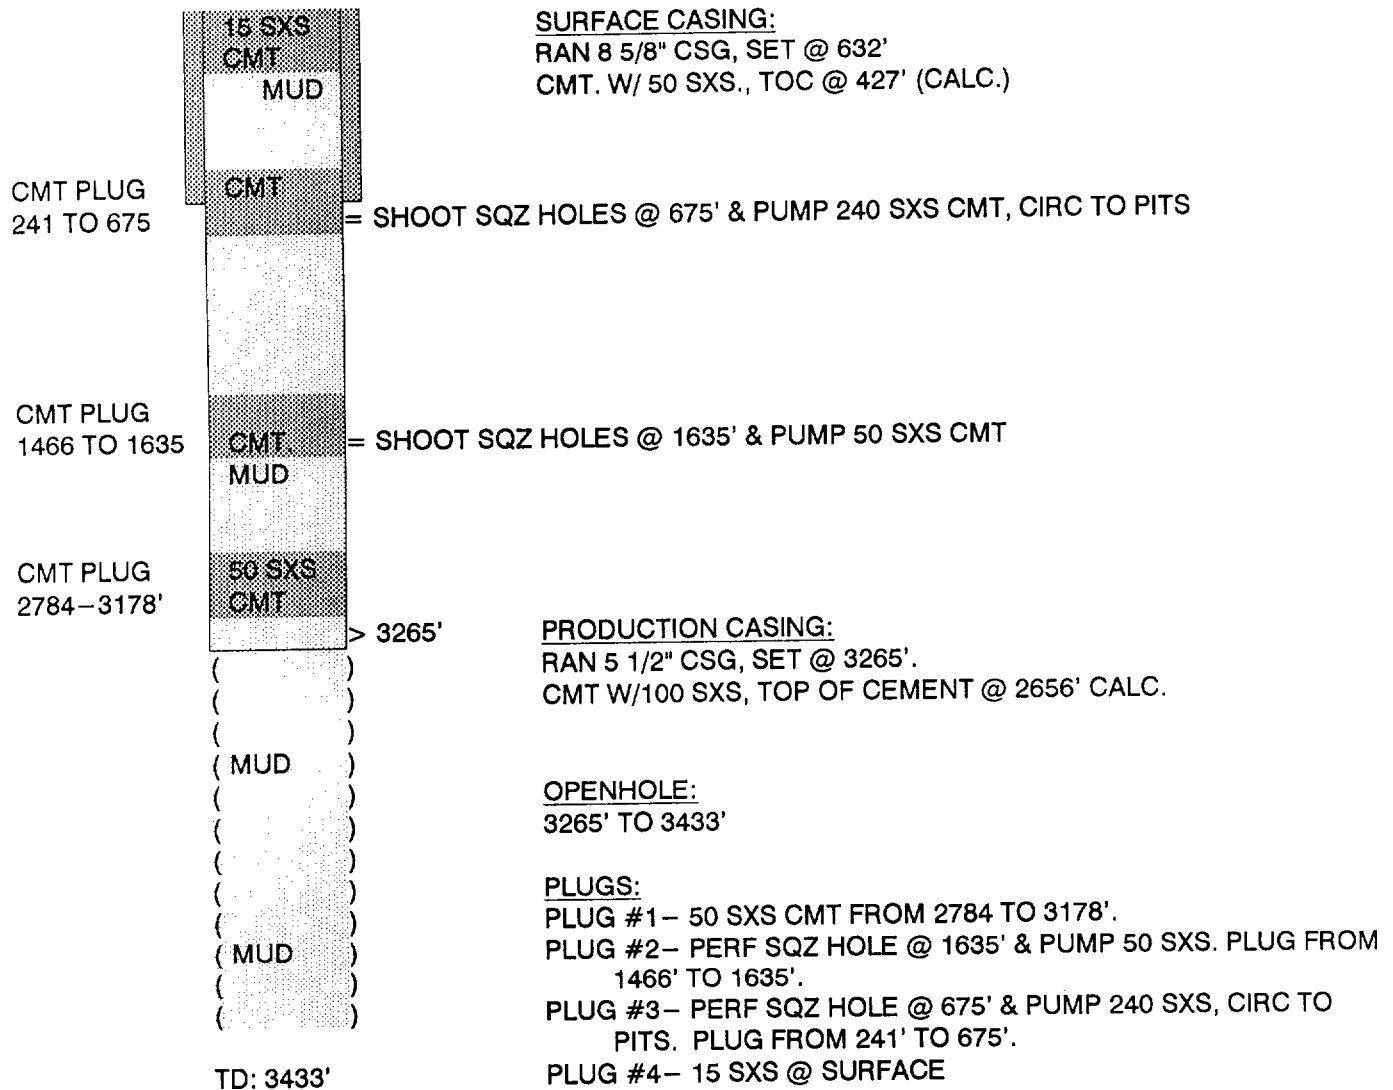 15 SXS
CMT
MUD
SURFACE CASING:
RAN 8 5/8" CSG, SET @ 632'
CMT. W/ 50 SXS., TOC @ 427' (CALC.)
CMT PLUG
241 TO 675
CMT
= SHOOT SQZ HOLES @ 675' & PUMP 240 SXS CMT, CIRC TO PITS
CMT PLUG
1466 TO 1635
CMT.
MUD
= SHOOT SQZ HOLES @ 1635' & PUMP 50 SXS CMT
CMT PLUG
2784-3178'
50 SXS
CMT
> 3265'
PRODUCTION CASING:
RAN 5 1/2" CSG, SET @ 3265'.
CMT W/100 SXS, TOP OF CEMENT @ 2656' CALC.
MUD
OPENHOLE:
3265' TO 3433'
MUD
PLUGS:
PLUG #1- 50 SXS CMT FROM 2784 TO 3178'.
PLUG #2- PERF SQZ HOLE @ 1635' & PUMP 50 SXS. PLUG FROM
1466' TO 1635'.
PLUG #3- PERF SQZ HOLE @ 675' & PUMP 240 SXS, CIRC TO
PITS. PLUG FROM 241' TO 675'.
PLUG #4- 15 SXS @ SURFACE
TD: 3433'